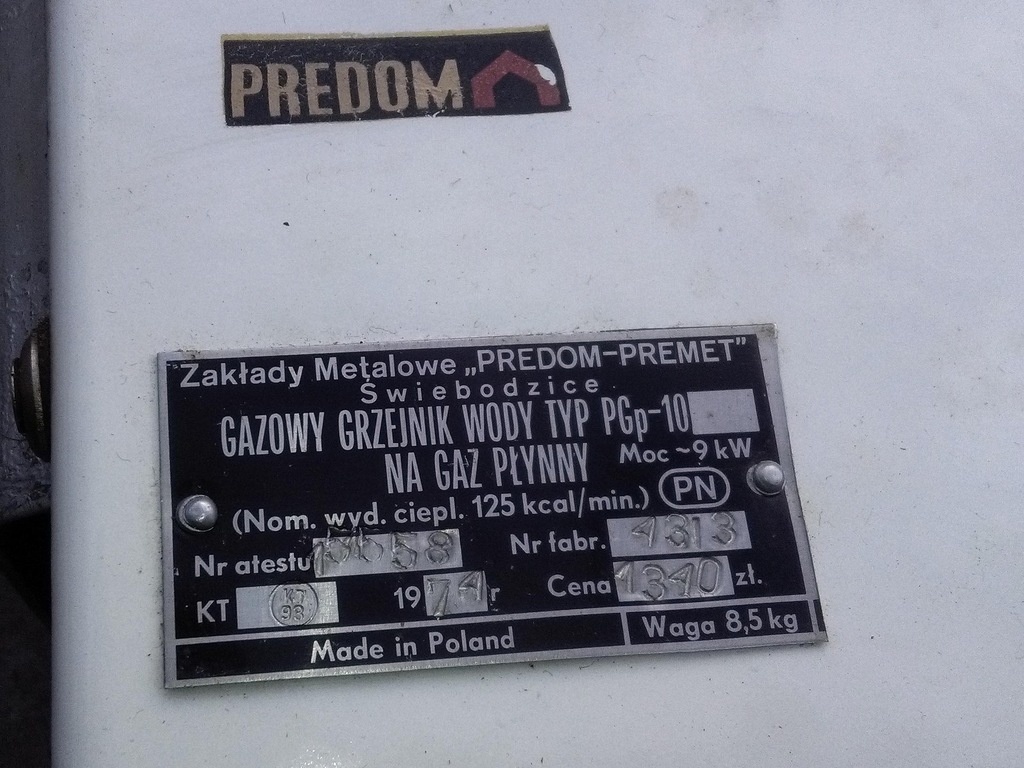 PREDOM
Zakłady Metalowe „PREDOM-PREMET"
Świebodzice
GAZOWY GRZEJNIK WODY TYP PGp-10
NA GAZ PŁYNNY Moc ~9 kW
(Nom. wyd. ciepl. 125 kcal/min.) PN
Nr atestu Nr fabr. 4313
KT KT 93 1974 r Cena 1340 zł.
Made in Poland Waga 8,5 kg